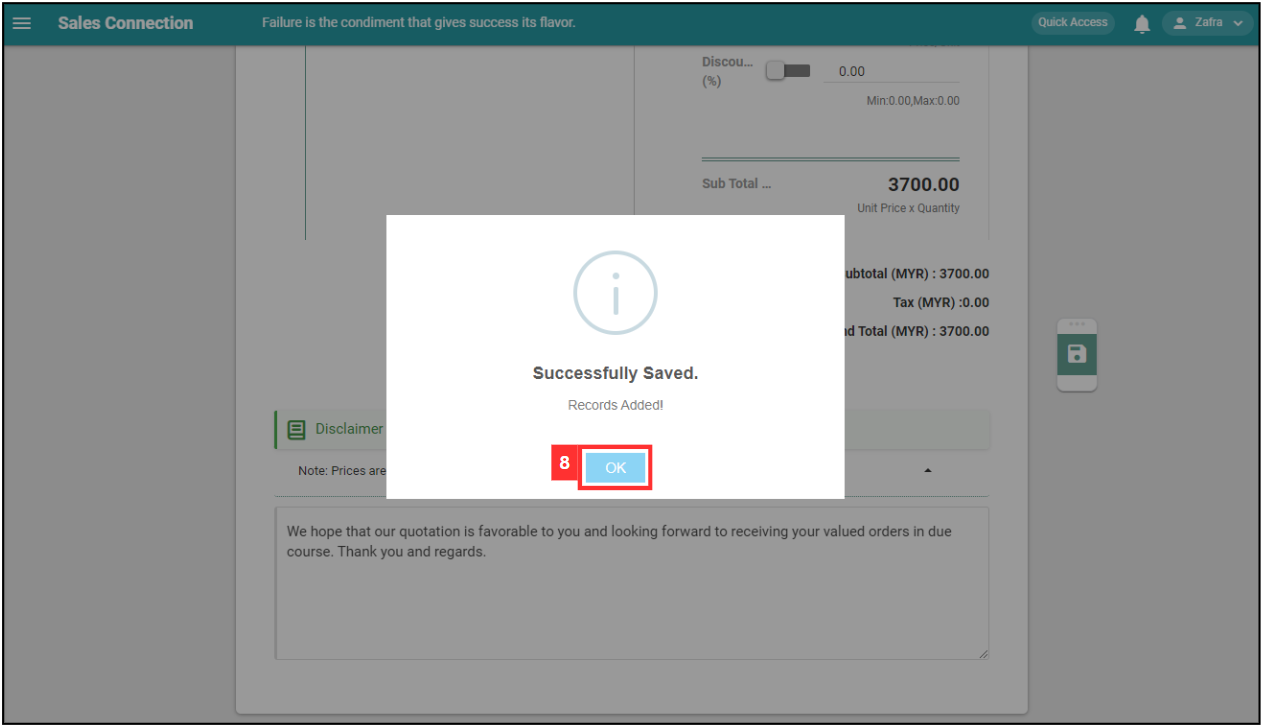 Sales Connection
Failure is the condiment that gives success its flavor.
Quick Access
Zafra
Discou...
(%)
0.00
Min:0.00,Max:0.00
Sub Total ...
3700.00
Unit Price x Quantity
ubtotal (MYR) : 3700.00
Tax (MYR) :0.00
nd Total (MYR) : 3700.00
Successfully Saved.
Records Added!
8
OK
Disclaimer
Note: Prices are
We hope that our quotation is favorable to you and looking forward to receiving your valued orders in due
course. Thank you and regards.